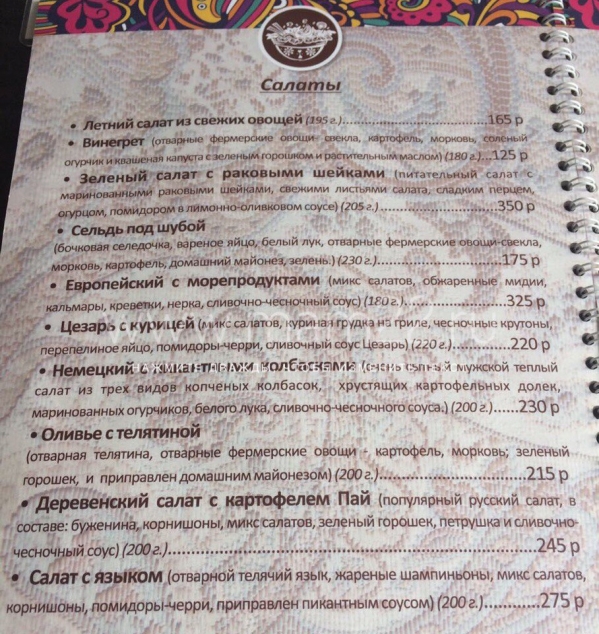 Салаты
• Летний салат из свежих овощей (195 г.)....................165 р
• Винегрет (отварные фермерские овощи- свекла, картофель, морковь, соленый
огурчик и квашеная капуста с зеленым горошком и растительным маслом) (180 г.)...125 р
• Зеленый салат с раковыми шейками (питательный салат с
маринованными раковыми шейками, свежими листьями салата, сладким перцем,
огурцом, помидором в лимонно-оливковом соусе) (205 г.)....................350 р
• Сельдь под шубой
(бочковая селедочка, вареное яйцо, белый лук, отварные фермерские овощи-свекла,
морковь, картофель, домашний майонез, зелень.) (230 г.)....................175 р
• Европейский с морепродуктами (микс салатов, обжаренные мидии,
кальмары, креветки, нерка, сливочно-чесночный соус) (180 г.)....................325 р
• Цезарь с курицей (микс салатов, куриная грудка на гриле, чесночные крутоны,
перепелиное яйцо, помидоры-черри, сливочный соус Цезарь) (220 г.)..........220 р
• Немецкий с колбасками мужской теплый
салат из трех видов копченых колбасок, хрустящих картофельных долек,
маринованных огурчиков, белого лука, сливочно-чесночного соуса.) (200 г.)......230 р
• Оливье с телятиной
(отварная телятина, отварные фермерские овощи - картофель, морковь; зеленый
горошек, и приправлен домашним майонезом) (200 г.)....................215 р
• Деревенский салат с картофелем Пай (популярный русский салат, в
составе: буженина, корнишоны, микс салатов, зеленый горошек, петрушка и сливочно-
чесночный соус) (200 г.)....................245 р
• Салат с языком (отварной телячий язык, жареные шампиньоны, микс салатов,
корнишоны, помидоры-черри, приправлен пикантным соусом) (200 г.)............275 р